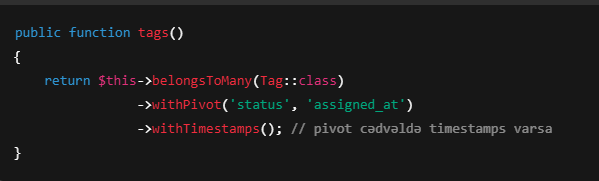 public function tags()
{
    return $this->belongsToMany(Tag::class)
                ->withPivot('status', 'assigned_at')
                ->withTimestamps(); // pivot cədvəldə timestamps varsa
}